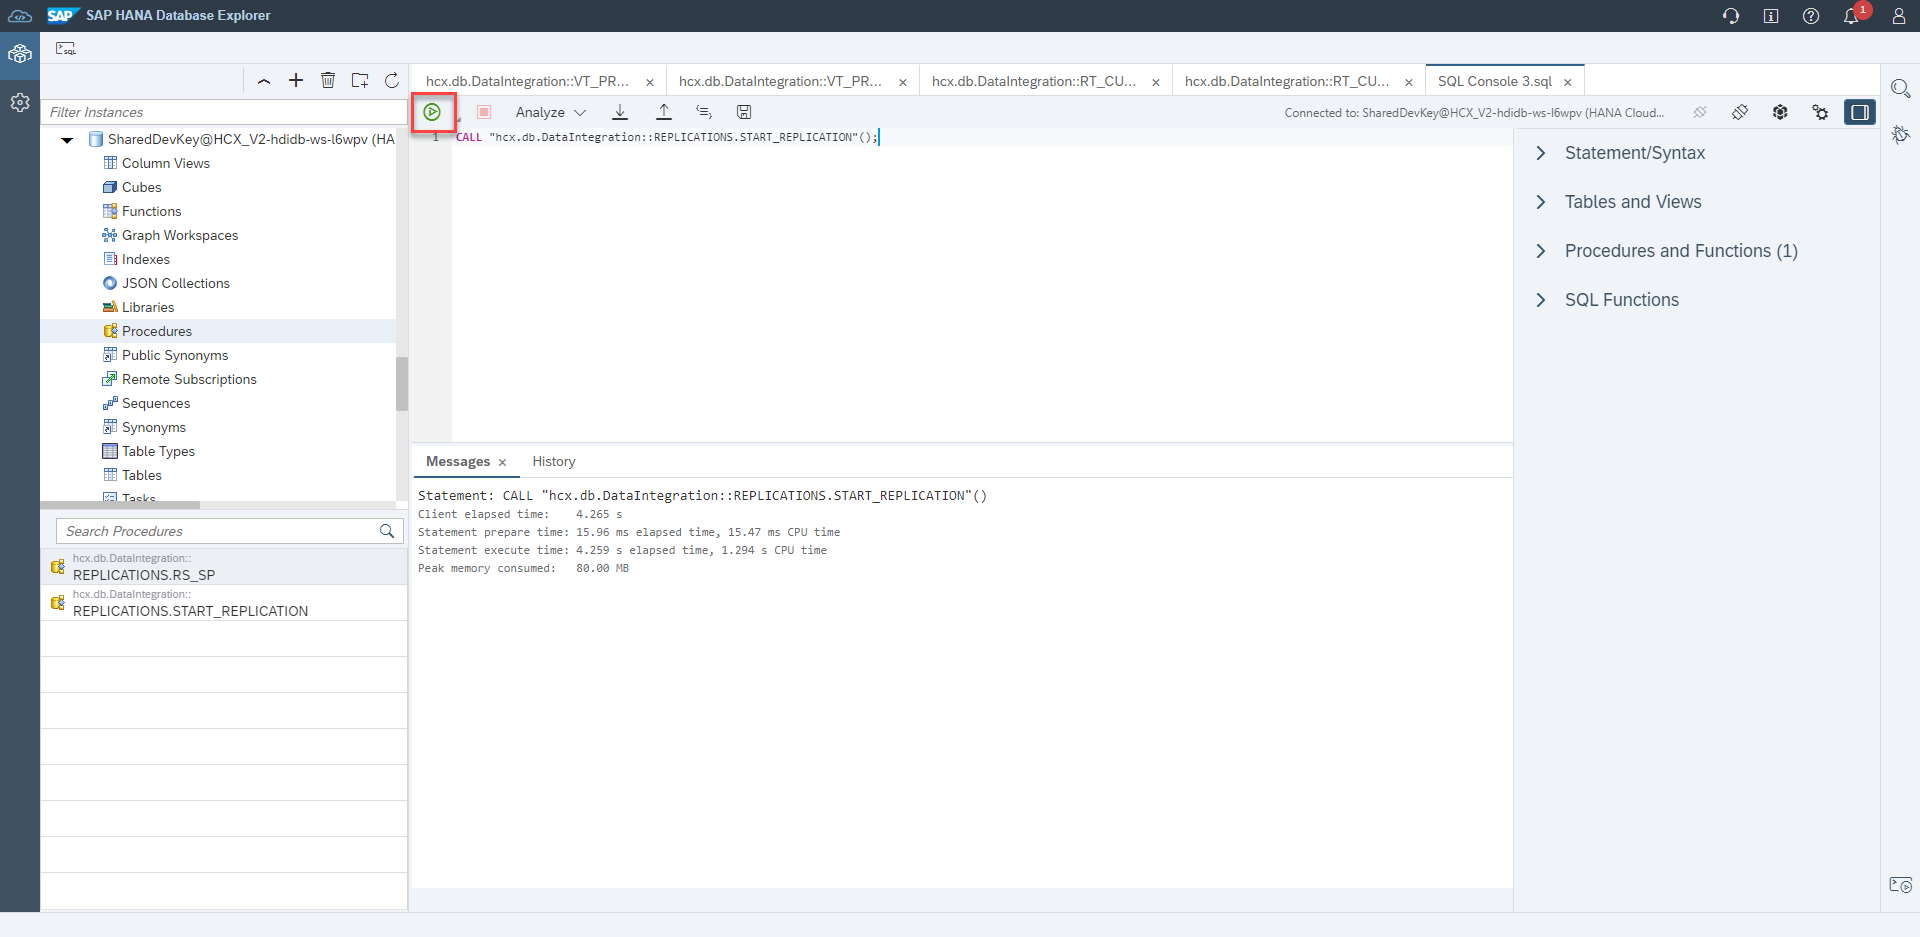 SAP SAP HANA Database Explorer
1
SQL
Filter Instances
SharedDevKey@HCX_V2-hdidb-ws-l6wpv (HA
Column Views
Cubes
Functions
Graph Workspaces
Indexes
JSON Collections
Libraries
Procedures
Public Synonyms
Remote Subscriptions
Sequences
Synonyms
Table Types
Tables
Tasks
Search Procedures
hcx.db.DataIntegration::
REPLICATIONS.RS_SP
hcx.db.DataIntegration::
REPLICATIONS.START_REPLICATION
hcx.db.DataIntegration::VT_PR... hcx.db.DataIntegration::VT_PR... hcx.db.DataIntegration::RT_CU... hcx.db.DataIntegration::RT_CU... SQL Console 3.sql
Analyze Connected to: SharedDevKey@HCX_V2-hdidb-ws-l6wpv (HANA Cloud...
1 CALL "hcx.db.DataIntegration::REPLICATIONS.START_REPLICATION"();
Messages History
Statement: CALL "hcx.db.DataIntegration::REPLICATIONS.START_REPLICATION"()
Client elapsed time: 4.265 s
Statement prepare time: 15.96 ms elapsed time, 15.47 ms CPU time
Statement execute time: 4.259 s elapsed time, 1.294 s CPU time
Peak memory consumed: 80.00 MB
Statement/Syntax
Tables and Views
Procedures and Functions (1)
SQL Functions